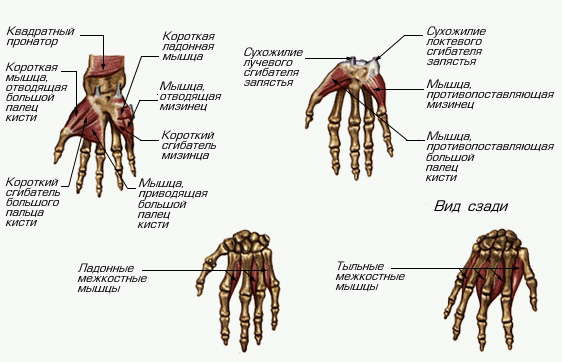 Квадратный
пронатор
Короткая
мышца,
отводящая
большой
палец
кисти
Короткий
сгибатель
большого
пальца
кисти
Короткая
ладонная
мышца
Мышца,
отводящая
мизинец
Короткий
сгибатель
мизинца
Мышца,
приводящая
большой
палец
кисти
Сухожилие
лучевого
сгибателя
запястья
Сухожилие
локтевого
сгибателя
запястья
Мышца,
противопоставляющая
мизинец
Мышца,
противопоставляющая
большой
палец
кисти
Вид сзади
Ладонные
межкостные
мышцы
Тыльные
межкостные
мышцы